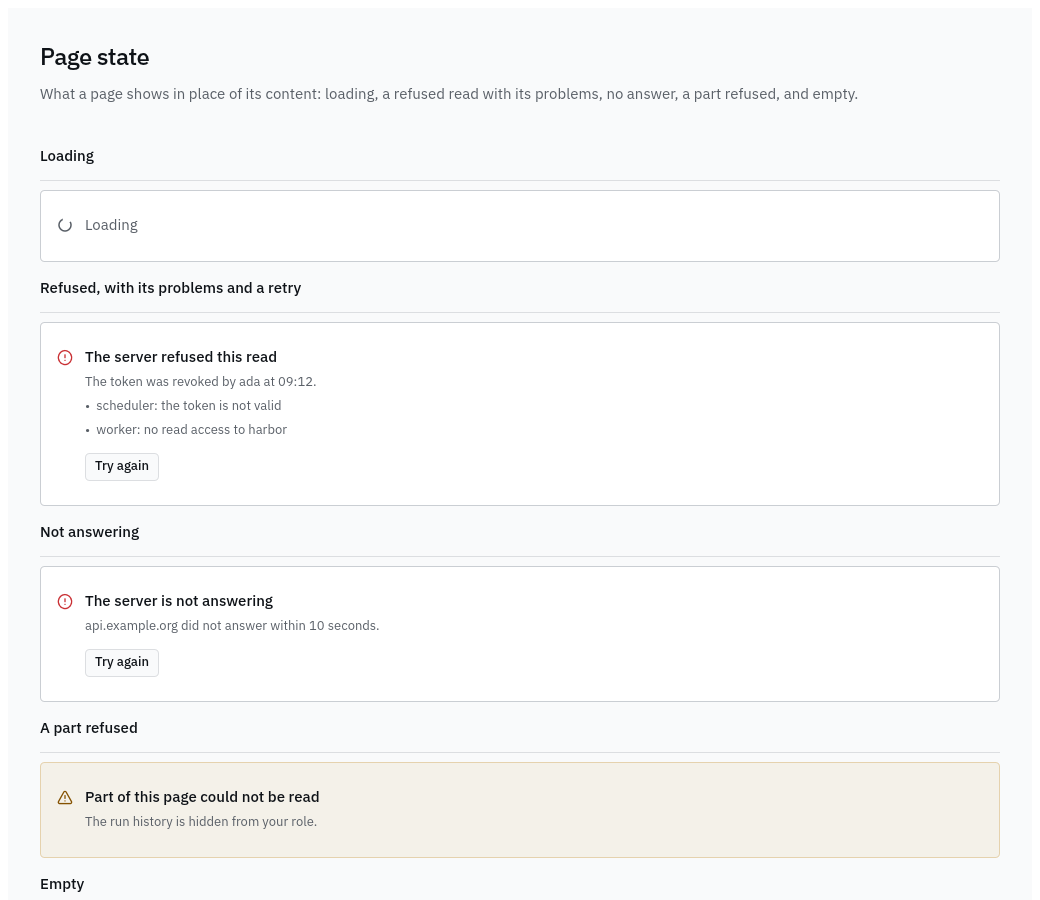 Page state
What a page shows in place of its content: loading, a refused read with its problems, no answer, a part refused, and empty.
Loading
Loading
Refused, with its problems and a retry
The server refused this read
The token was revoked by ada at 09:12.
• scheduler: the token is not valid
• worker: no read access to harbor
Try again
Not answering
The server is not answering
api.example.org did not answer within 10 seconds.
Try again
A part refused
Part of this page could not be read
The run history is hidden from your role.
Empty